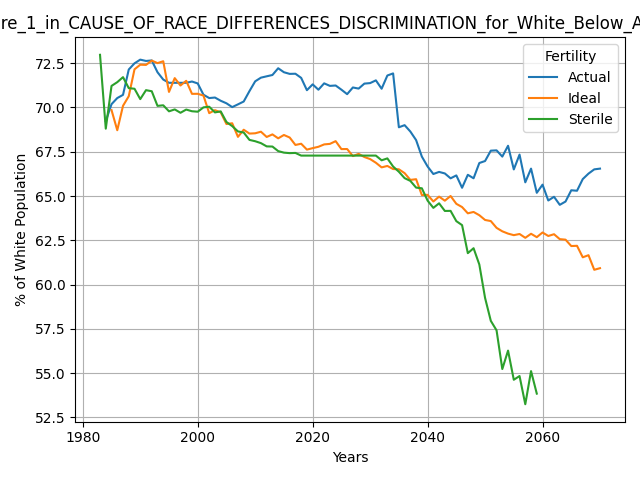 re_1_in_CAUSE_OF_RACE_DIFFERENCES_DISCRIMINATION_for_White_Below_A
Fertility
Actual
Ideal
Sterile
% of White Population
72.5
70.0
67.5
65.0
62.5
60.0
57.5
55.0
52.5
1980
2000
2020
2040
2060
Years